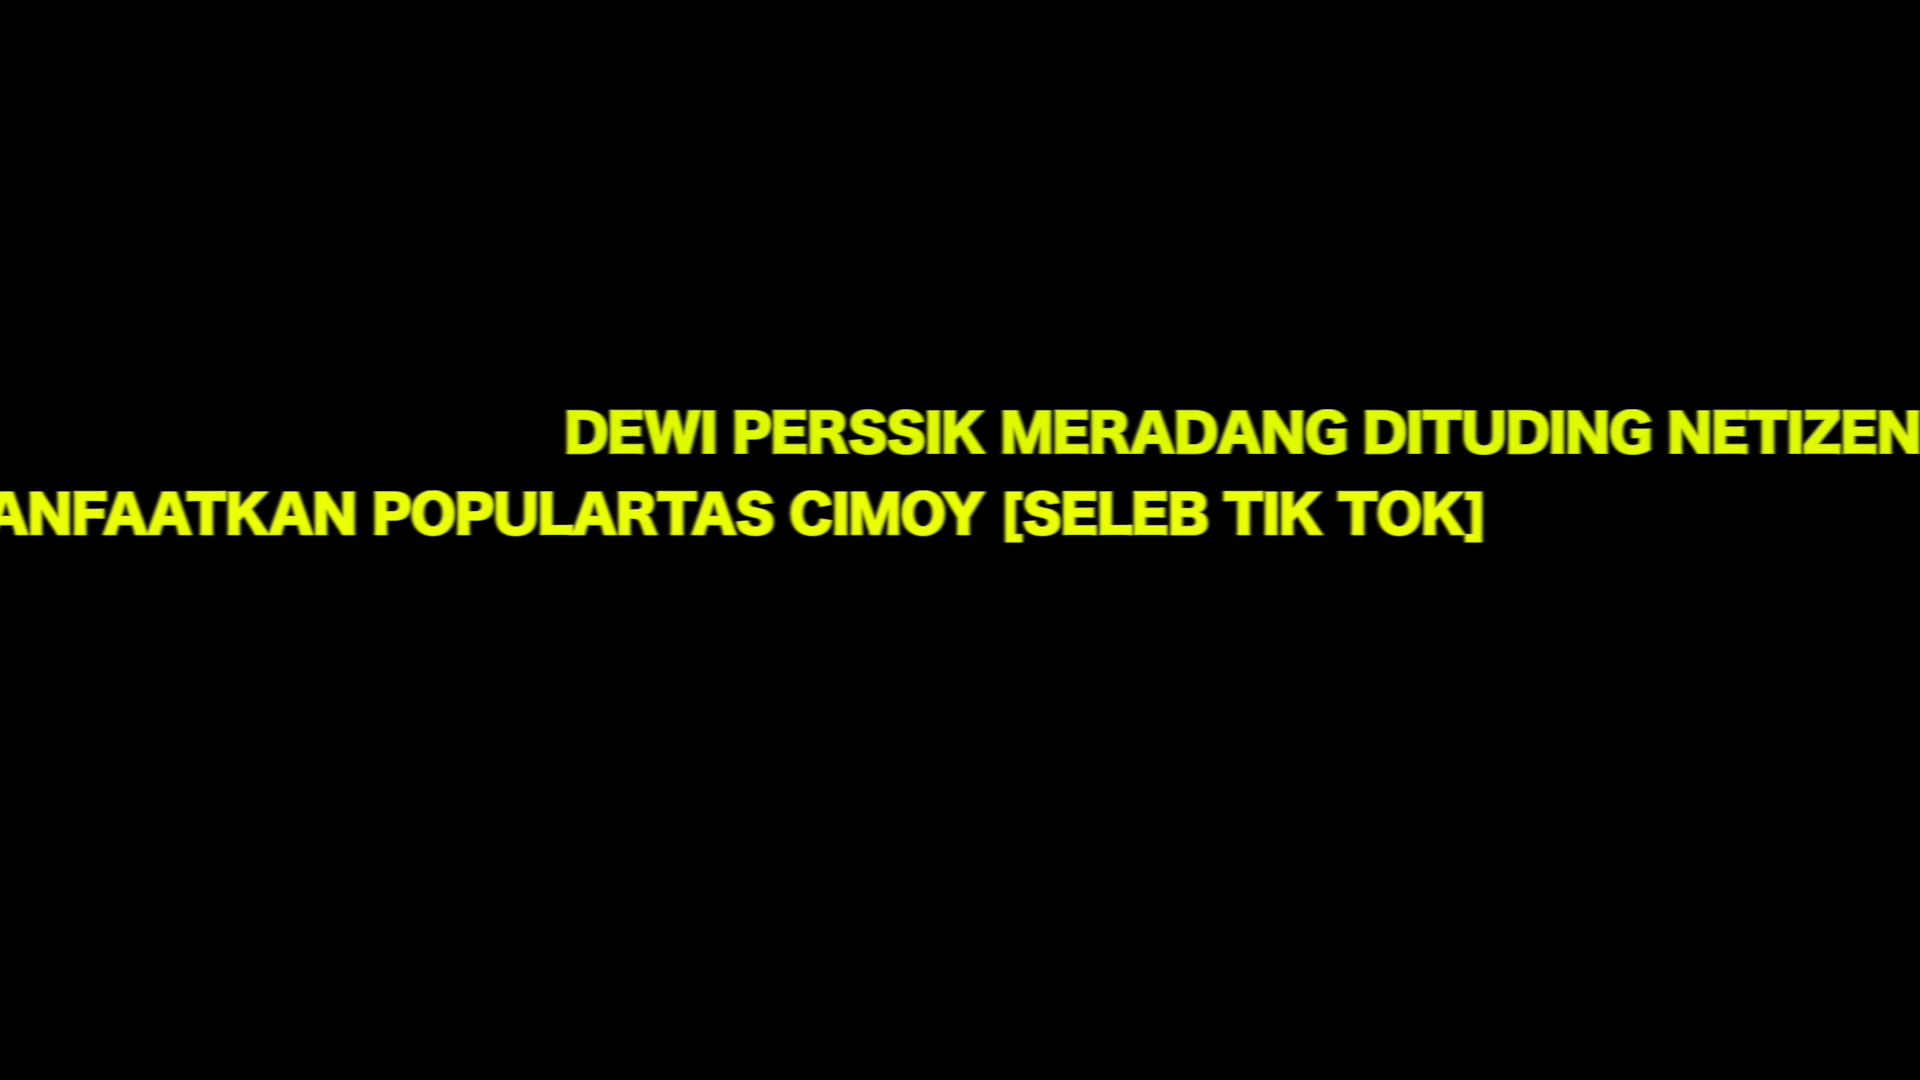 DEWI PERSSIK MERADANG DITUDING NETIZEN
ANFAATKAN POPULARTAS CIMOY [SELEB TIK TOK]